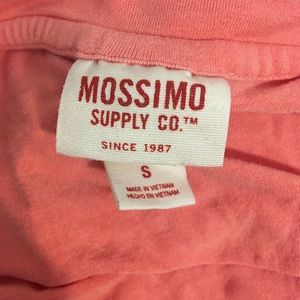 MOSSIMO
SUPPLY CO.™
SINCE 1987
S
MADE IN VIETNAM
HECHO EN VIETNAM